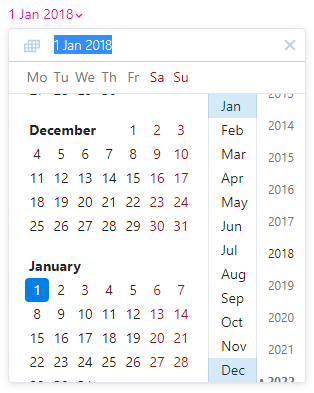 1 Jan 2018
1 Jan 2018
Mo Tu We Th Fr Sa Su
December 1 2 3
4 5 6 7 8 9 10
11 12 13 14 15 16 17
18 19 20 21 22 23 24
25 26 27 28 29 30 31
January
1 2 3 4 5 6 7
8 9 10 11 12 13 14
15 16 17 18 19 20 21
22 23 24 25 26 27 28
Jan
Feb
Mar
Apr
May
Jun
Jul
Aug
Sep
Oct
Nov
Dec
2013
2014
2015
2016
2017
2018
2019
2020
2021
2022